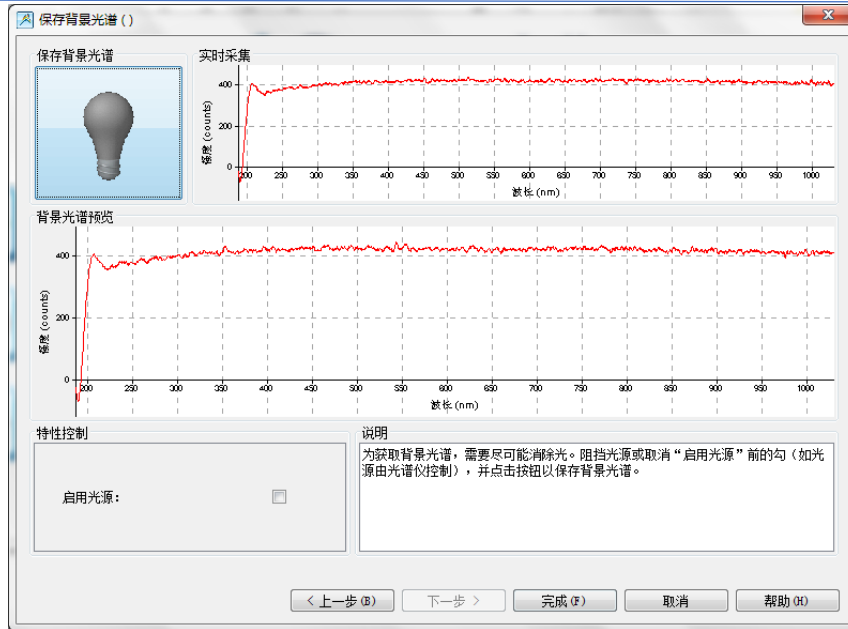 保存背景光谱 ()
保存背景光谱
实时采集
400
200
0
强度 (counts)
200 250 300 350 400 450 500 550 600 650 700 750 800 850 900 950 1000
波长 (nm)
背景光谱预览
400
200
0
强度 (counts)
200 250 300 350 400 450 500 550 600 650 700 750 800 850 900 950 1000
波长 (nm)
特性控制
启用光源:
说明
为获取背景光谱，需要尽可能消除光。阻挡光源或取消“启用光源”前的勾（如光
源由光谱仪控制），并点击按钮以保存背景光谱。
< 上一步(B)
下一步 >
完成(F)
取消
帮助(H)